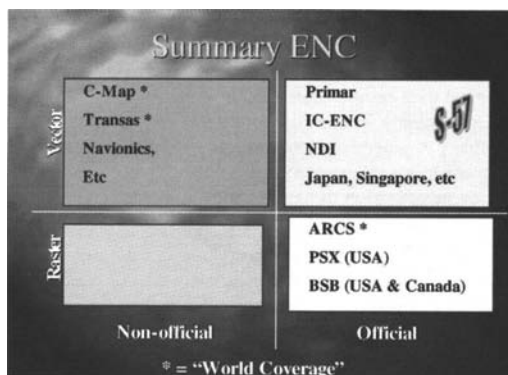 Summary ENC
Vector
C-Map *
Transas *
Navionics,
Etc
Primar
IC-ENC
NDI
Japan, Singapore, etc
S-57
Raster
ARCS *
PSX (USA)
BSB (USA & Canada)
Non-official
Official
* = "World Coverage"